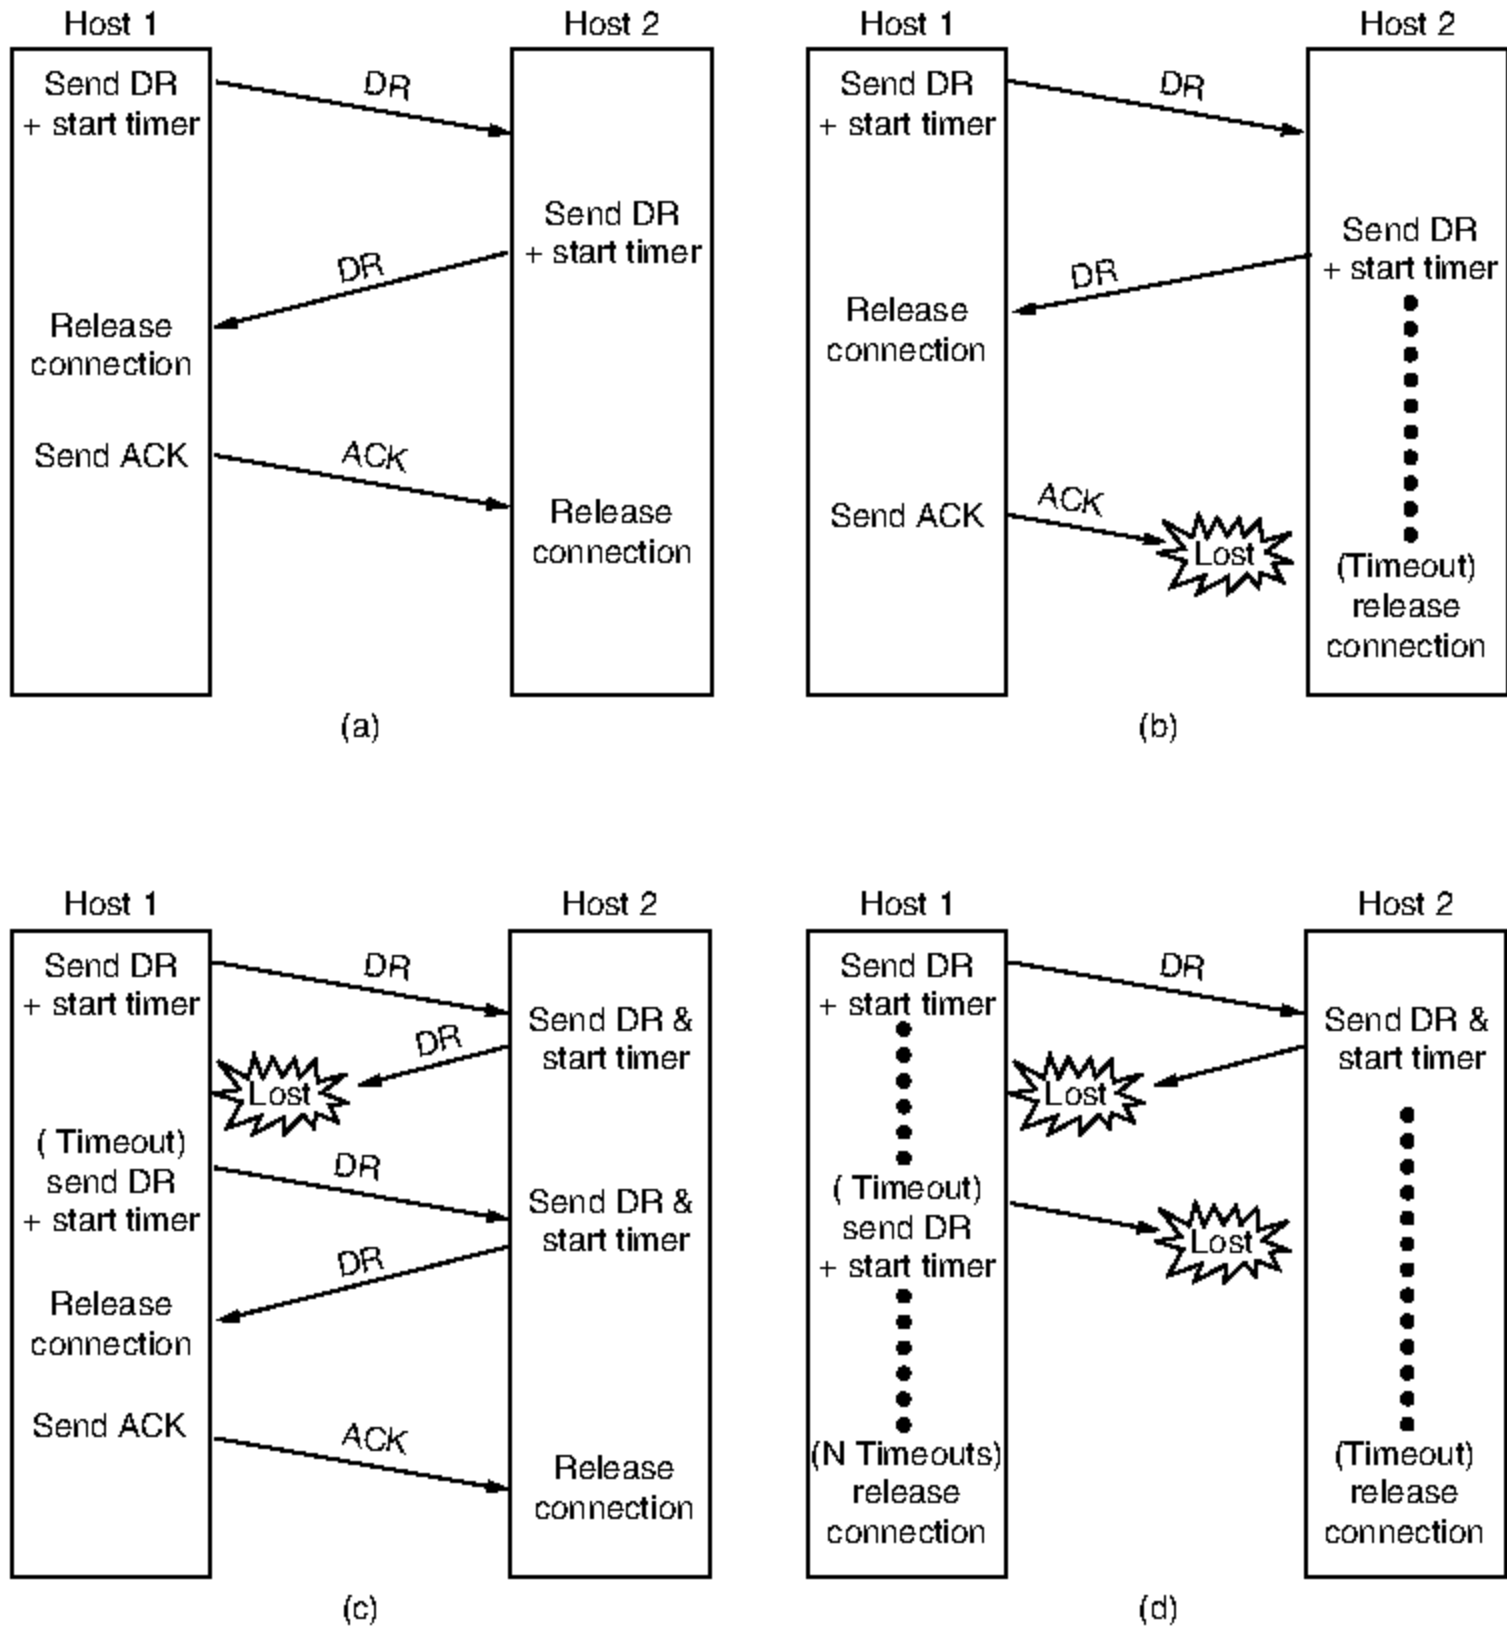 Host 1
Host 2
Send DR
+ start timer
DR
Send DR
+ start timer
DR
Release
connection
Send ACK
ACK
Release
connection
(a)
Host 1
Host 2
Send DR
+ start timer
DR
Send DR
+ start timer
DR
Release
connection
Send ACK
ACK
Lost
(Timeout)
release
connection
(b)
Host 1
Host 2
Send DR
+ start timer
DR
Send DR &
start timer
DR
Lost
( Timeout)
send DR
+ start timer
DR
Send DR &
start timer
DR
Release
connection
Send ACK
ACK
Release
connection
(c)
Host 1
Host 2
Send DR
+ start timer
DR
Send DR &
start timer
Lost
( Timeout)
send DR
+ start timer
Lost
(N Timeouts)
release
connection
(Timeout)
release
connection
(d)